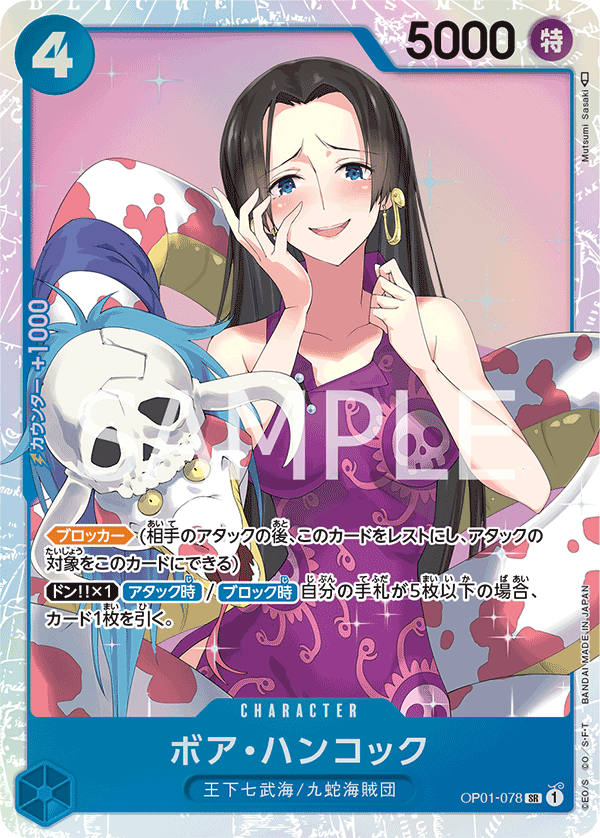 4
5000
特
Mutsumi Sasaki
カウンター +1000
SAMPLE
ブロッカー (相手のアタックの後、このカードをレストにし、アタックの
対象をこのカードにできる)
ドン!!×1 アタック時 / ブロック時 自分の手札が5枚以下の場合、
カード1枚を引く。
CHARACTER
ボア・ハンコック
王下七武海/九蛇海賊団
OP01-078 SR 1
©E.O/S ©O／S･F･T BANDAI MADE IN JAPAN